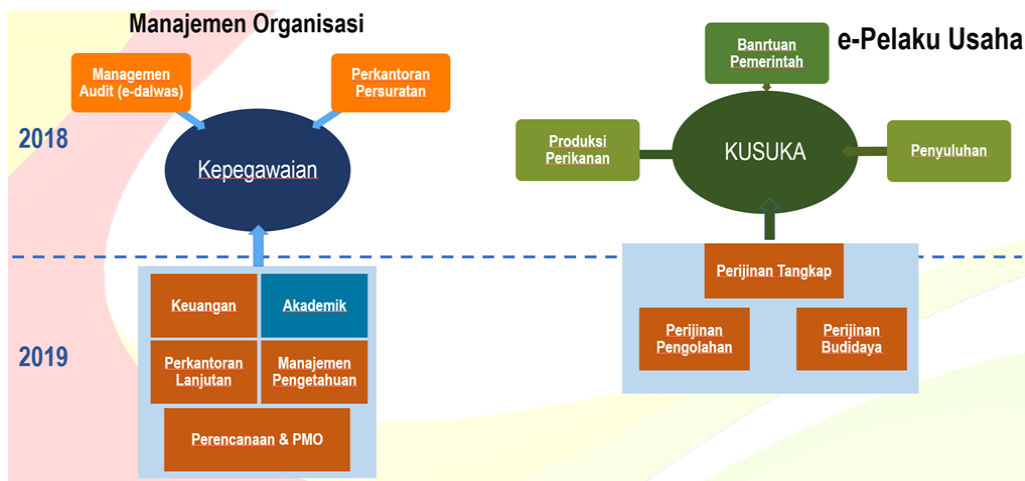 Manajemen Organisasi
e-Pelaku Usaha
Managemen
Audit (e-dalwas)
Perkantoran
Persuratan
Banrtuan
Pemerintah
2018
Kepegawaian
Produksi
Perikanan
KUSUKA
Penyuluhan
2019
Keuangan
Akademik
Perkantoran
Lanjutan
Manajemen
Pengetahuan
Perencanaan & PMO
Perijinan Tangkap
Perijinan
Pengolahan
Perijinan
Budidaya